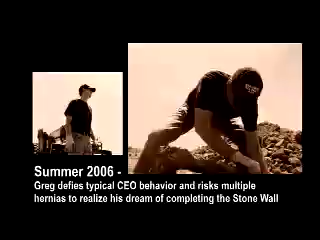 Summer 2006 -
Greg defies typical CEO behavior and risks multiple
hernias to realize his dream of completing the Stone Wall